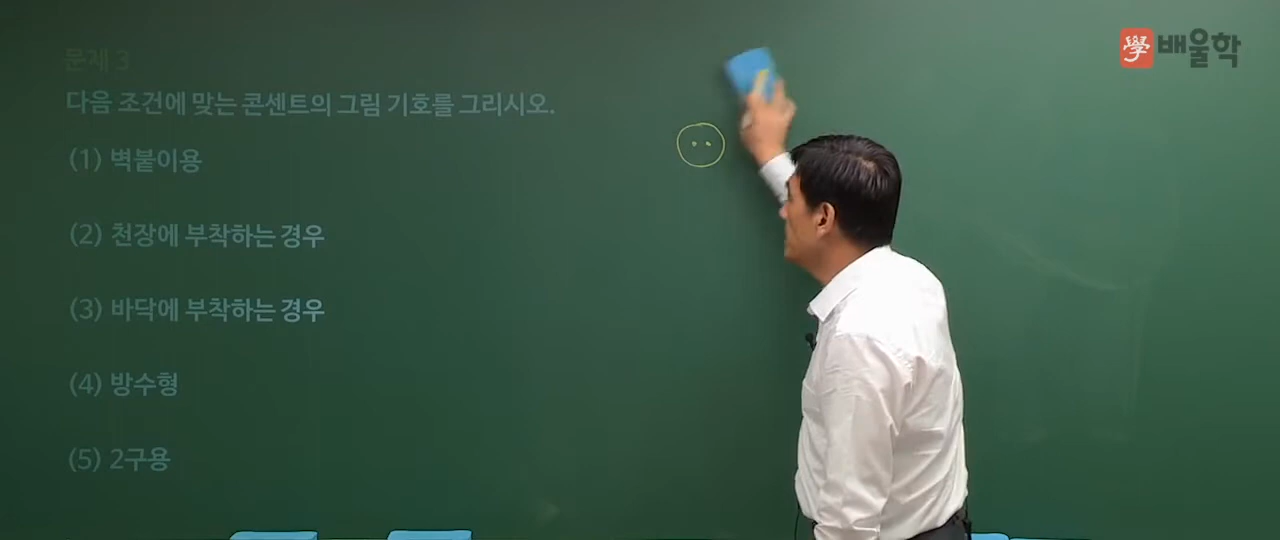 學 배울학
문제 3
다음 조건에 맞는 콘센트의 그림 기호를 그리시오.
(1) 벽붙이용
(2) 천장에 부착하는 경우
(3) 바닥에 부착하는 경우
(4) 방수형
(5) 2구용